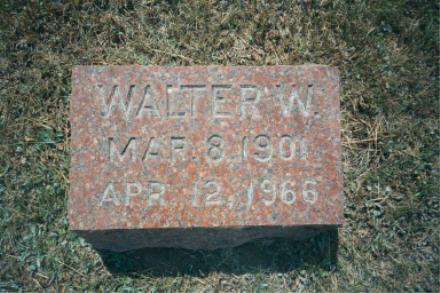 WALTER W.
MAR. 8, 1901
APR. 12, 1966